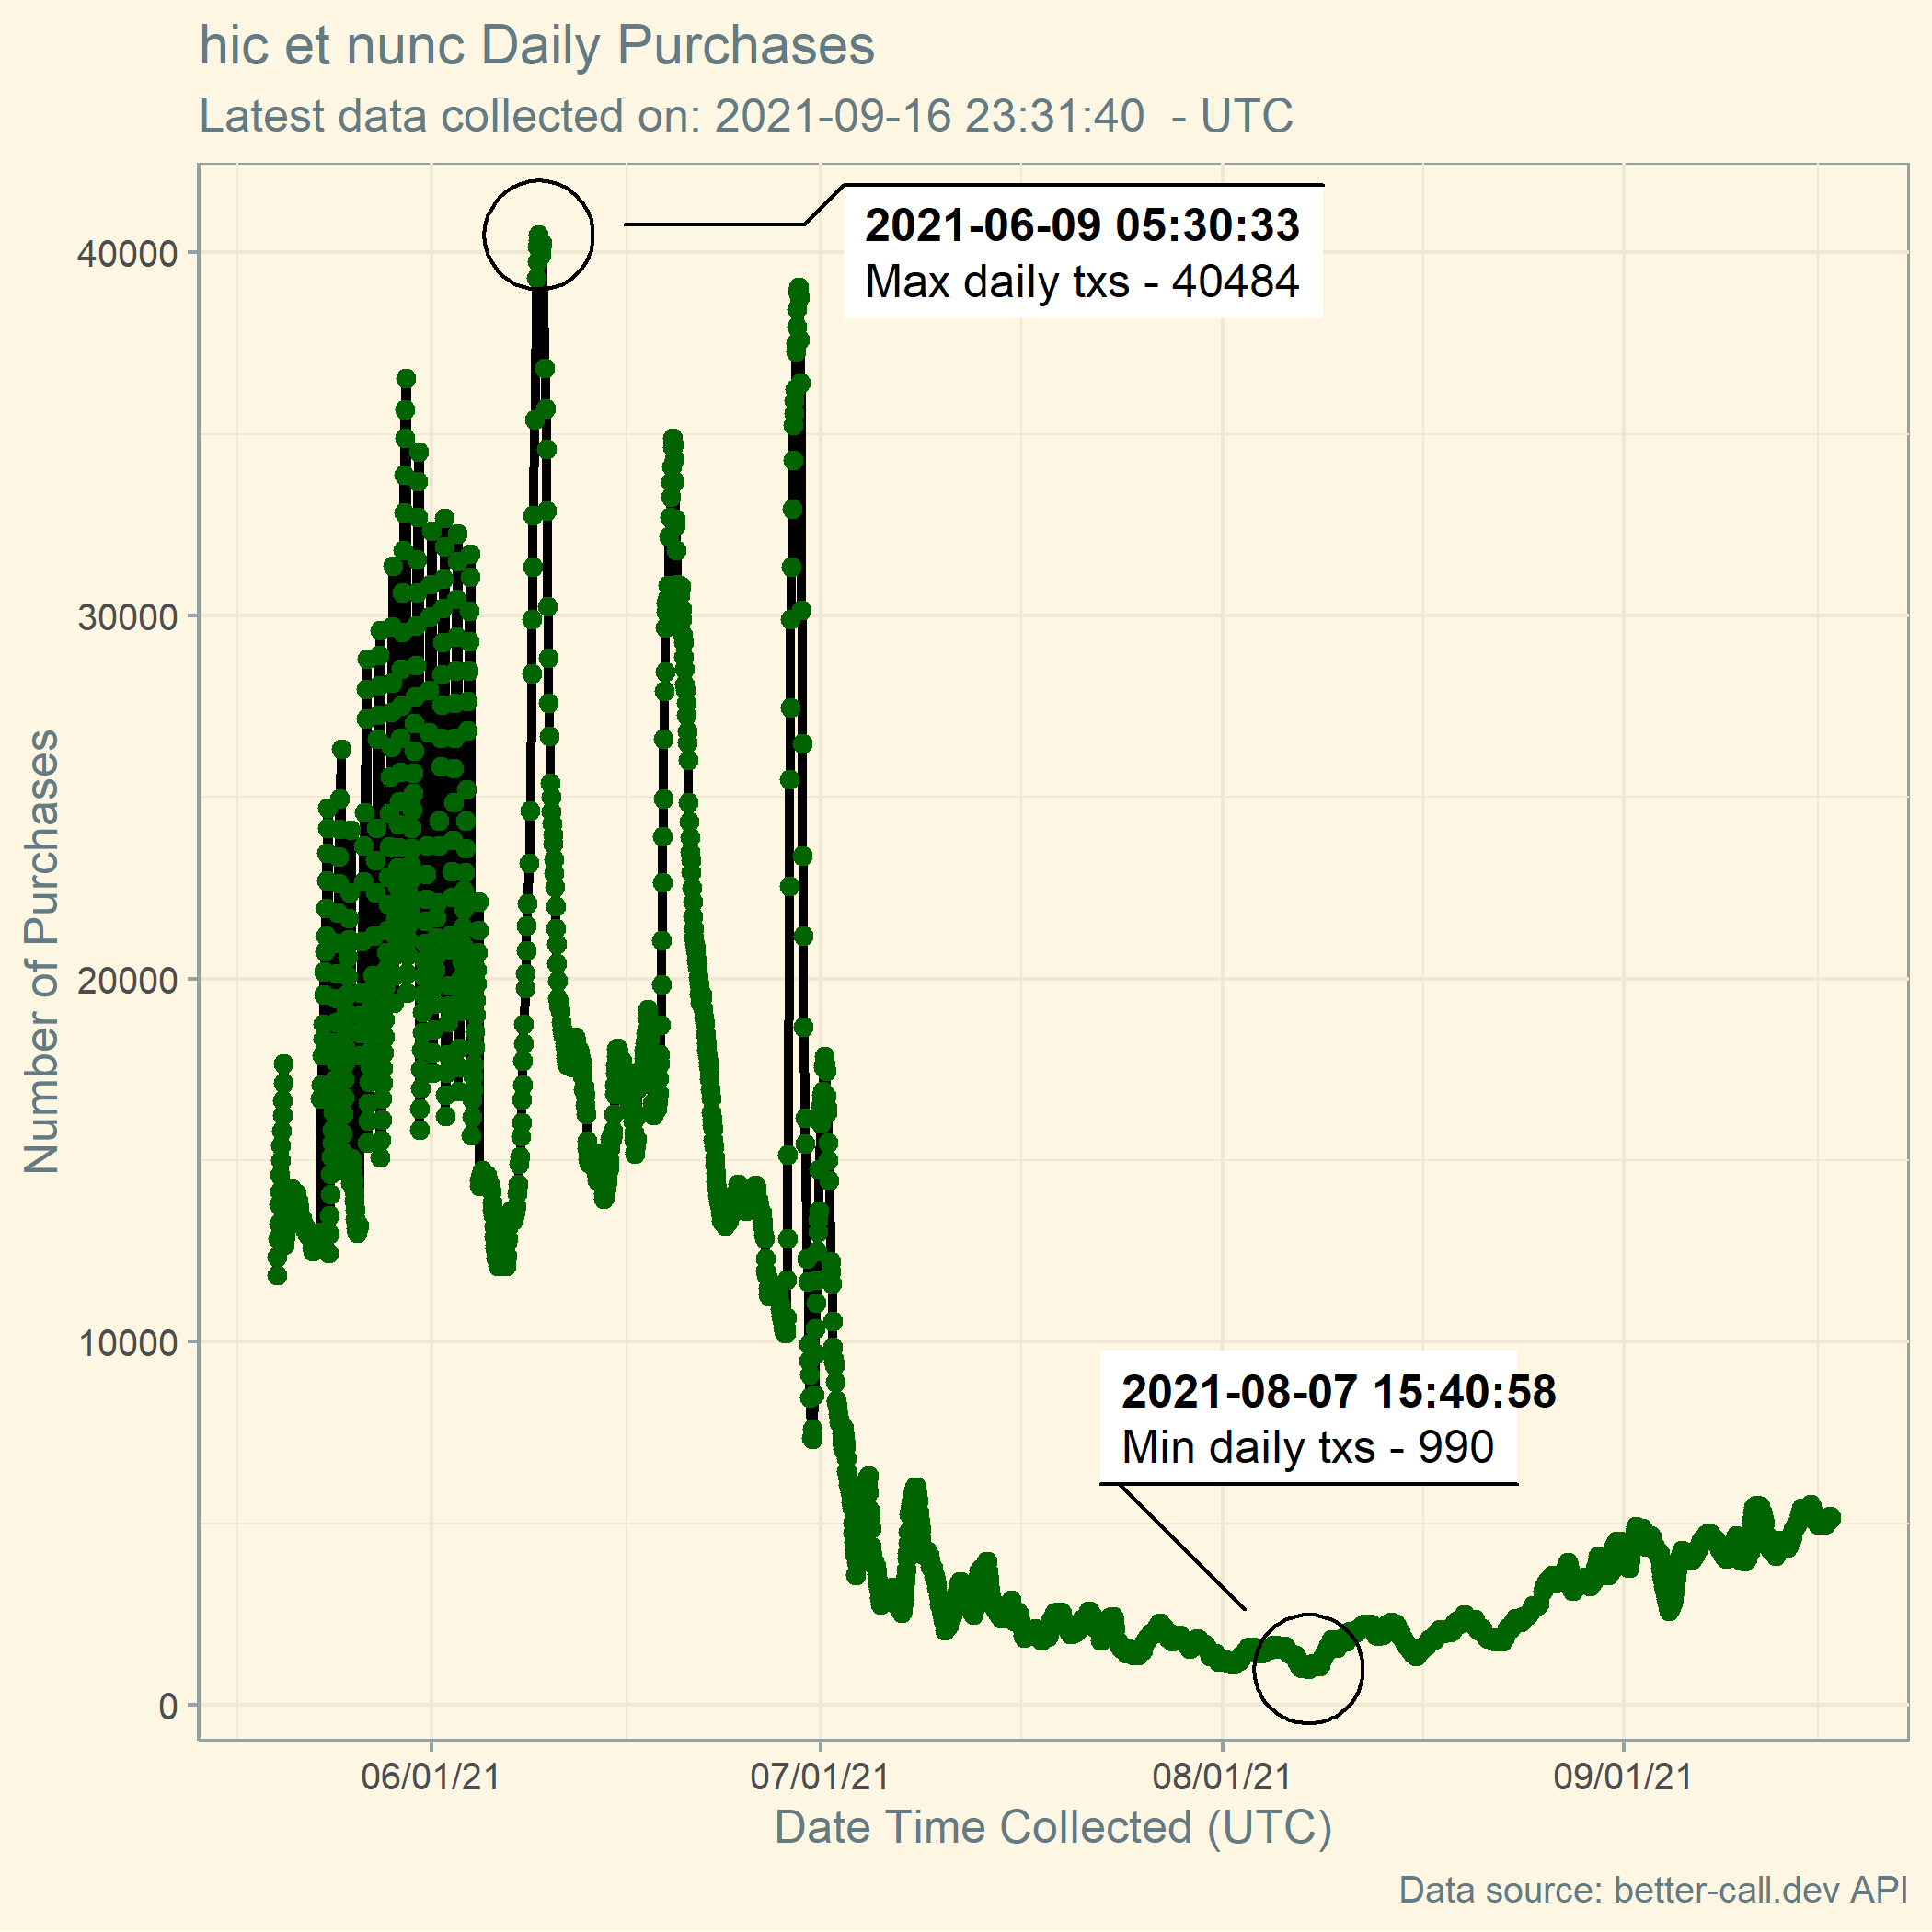 hic et nunc Daily Purchases
Latest data collected on: 2021-09-16 23:31:40  - UTC
2021-06-09 05:30:33
Max daily txs - 40484
40000
30000
20000
10000
0
Number of Purchases
2021-08-07 15:40:58
Min daily txs - 990
06/01/21
07/01/21
08/01/21
09/01/21
Date Time Collected (UTC)
Data source: better-call.dev API